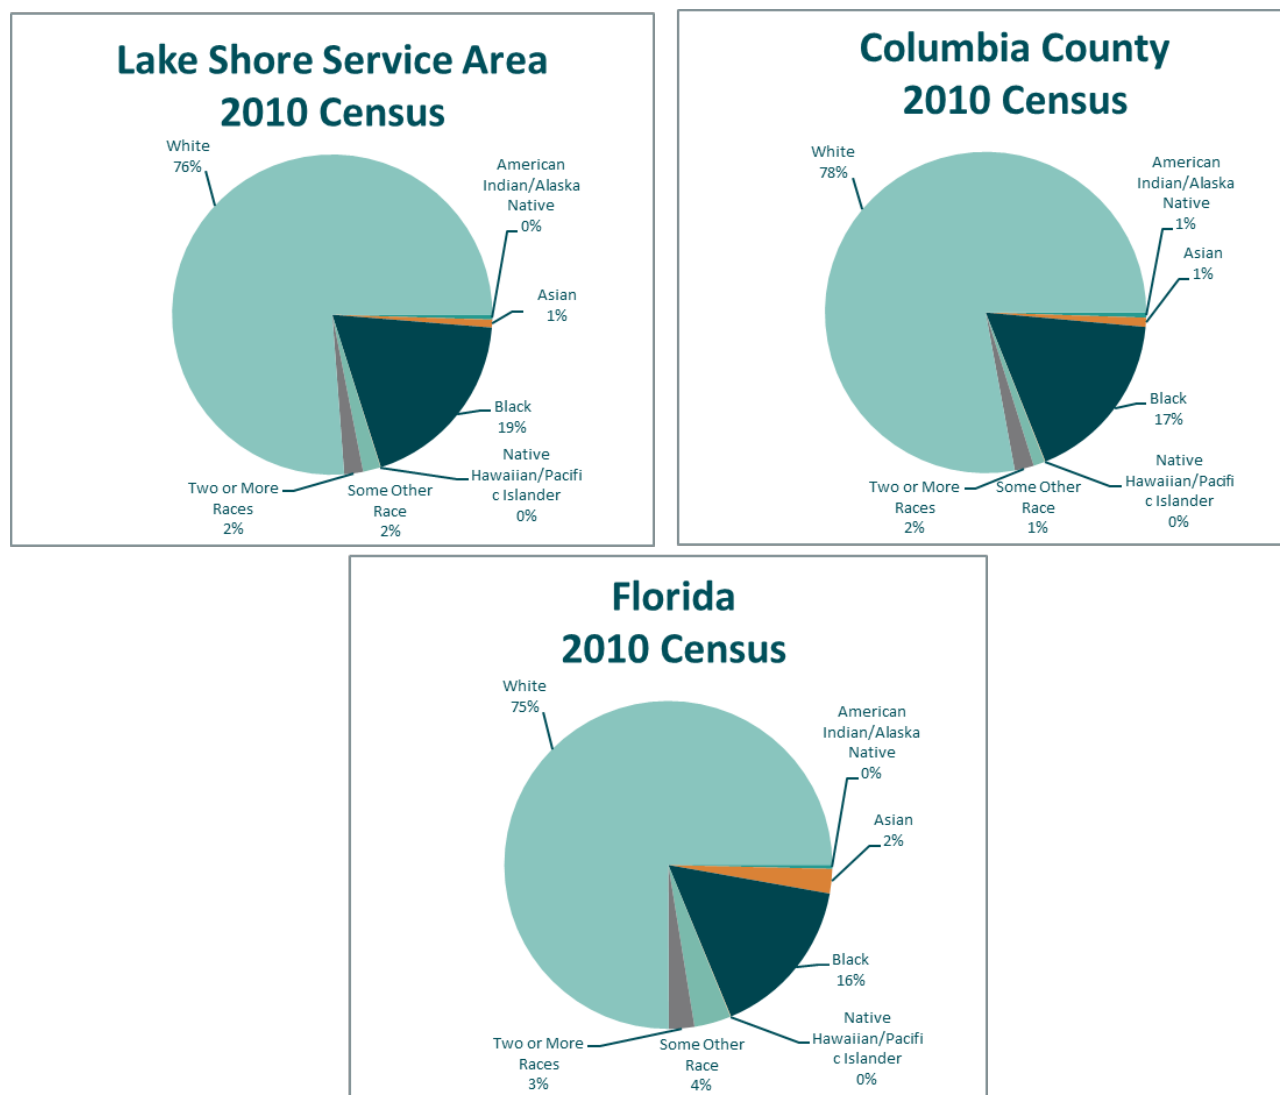 Lake Shore Service Area
2010 Census
White
76%
American
Indian/Alaska
Native
0%
Asian
1%
Black
19%
Native
Hawaiian/Pacifi
c Islander
0%
Some Other
Race
2%
Two or More
Races
2%
Columbia County
2010 Census
White
78%
American
Indian/Alaska
Native
1%
Asian
1%
Black
17%
Native
Hawaiian/Pacifi
c Islander
0%
Some Other
Race
1%
Two or More
Races
2%
Florida
2010 Census
White
75%
American
Indian/Alaska
Native
0%
Asian
2%
Black
16%
Native
Hawaiian/Pacifi
c Islander
0%
Some Other
Race
4%
Two or More
Races
3%